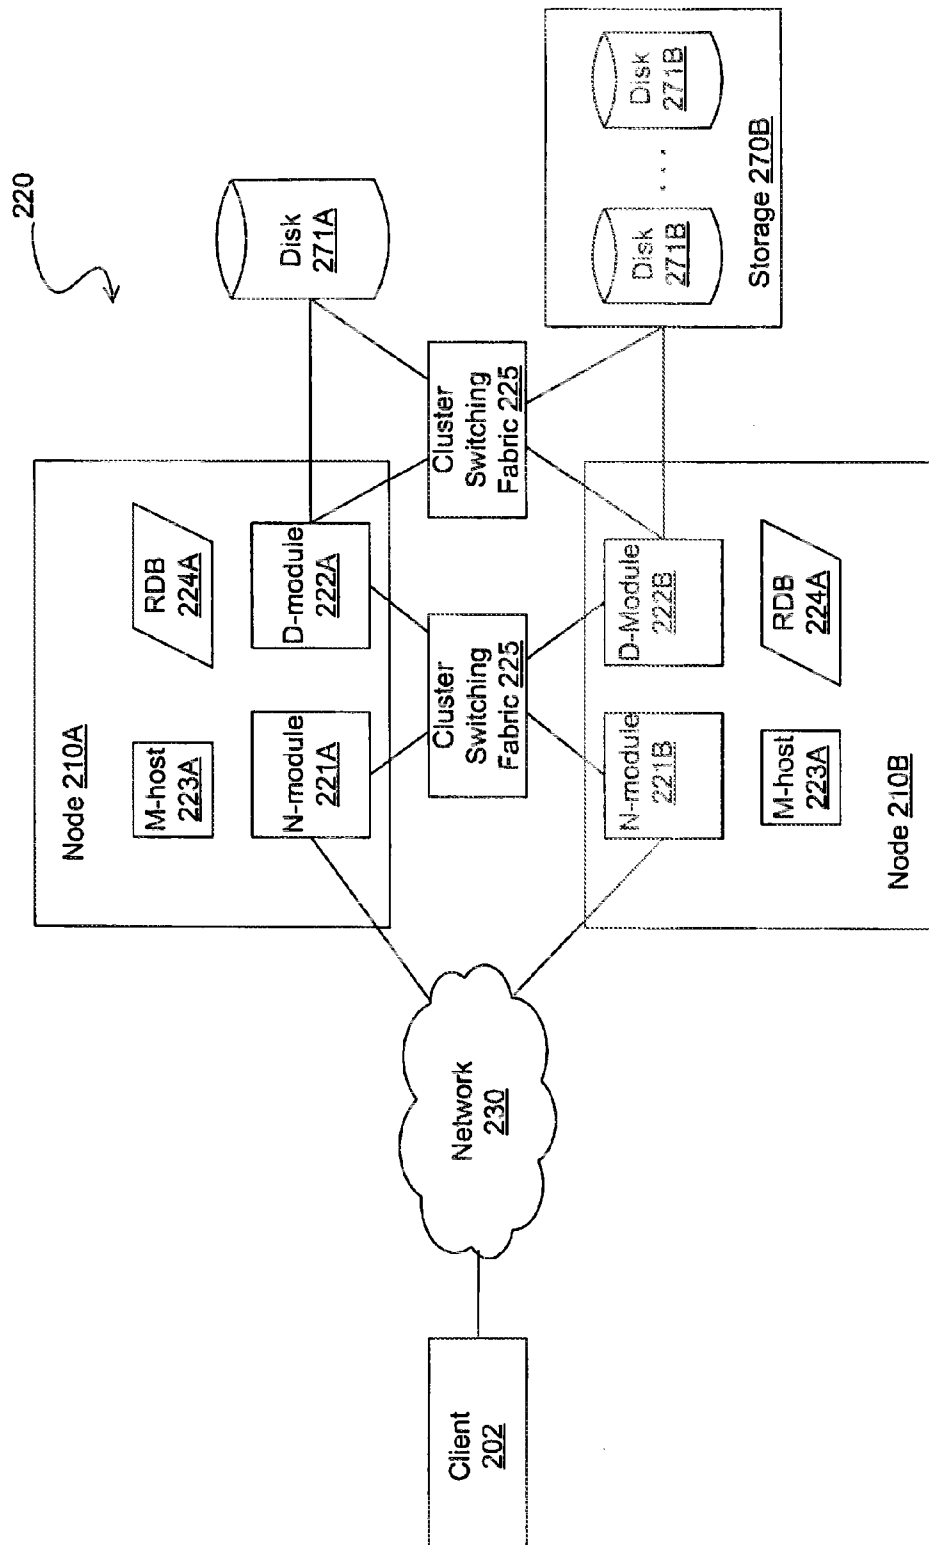 220
Node 210A
M-host
223A
RDB
224A
N-module
221A
D-module
222A
Disk
271A
Client
202
Network
230
Cluster
Switching
Fabric 225
Cluster
Switching
Fabric 225
N-module
221B
D-Module
222B
M-host
223A
RDB
224A
Node 210B
Disk
271B
. . .
Disk
271B
Storage 270B